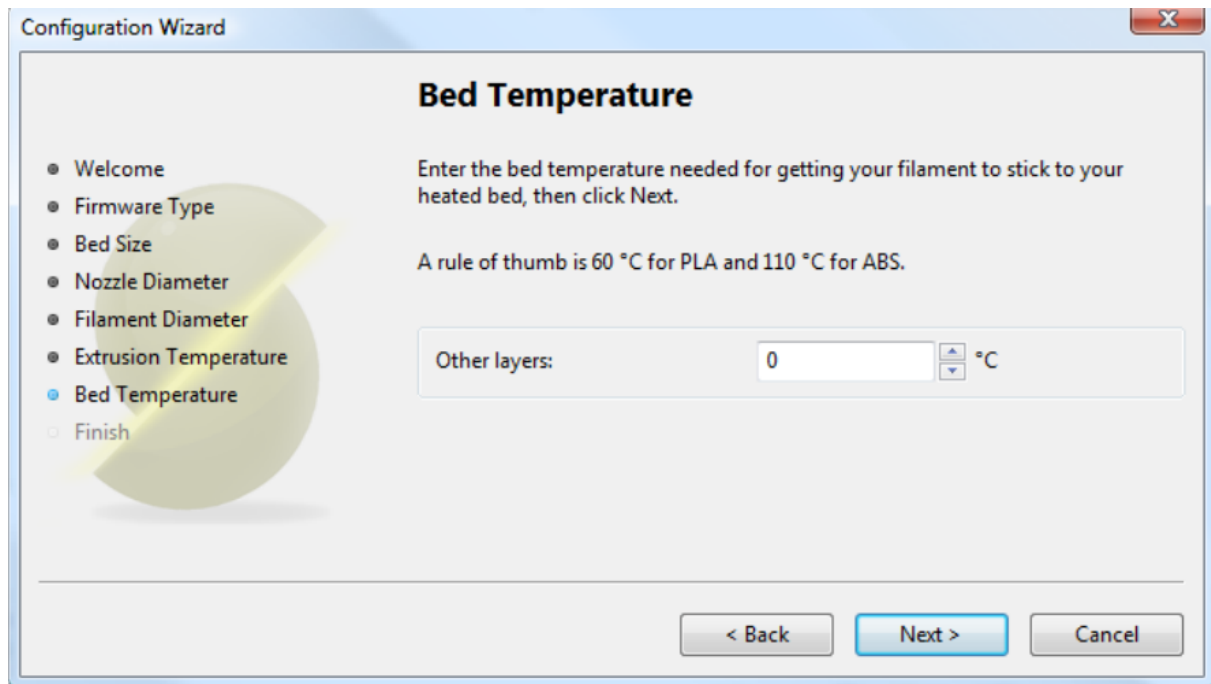 Configuration Wizard
Bed Temperature
Welcome
Firmware Type
Bed Size
Nozzle Diameter
Filament Diameter
Extrusion Temperature
Bed Temperature
Finish
Enter the bed temperature needed for getting your filament to stick to your
heated bed, then click Next.
A rule of thumb is 60 °C for PLA and 110 °C for ABS.
Other layers: 0 °C
< Back Next > Cancel